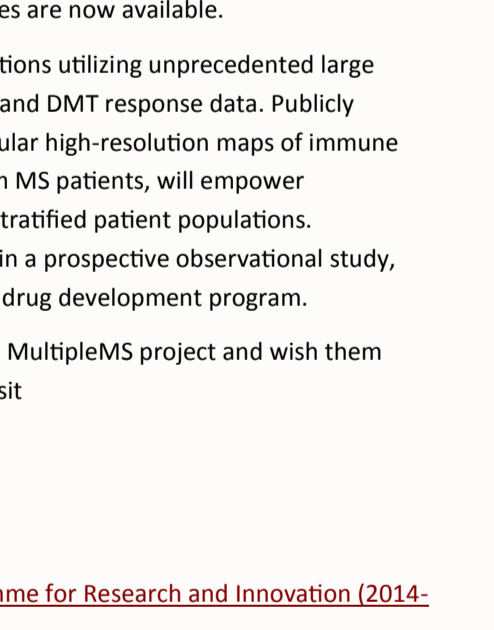 es are now available.
tions utilizing unprecedented large
and DMT response data. Publicly
ular high-resolution maps of immune
n MS patients, will empower
tratified patient populations.
in a prospective observational study,
drug development program.
MultipleMS project and wish them
sit
me for Research and Innovation (2014-